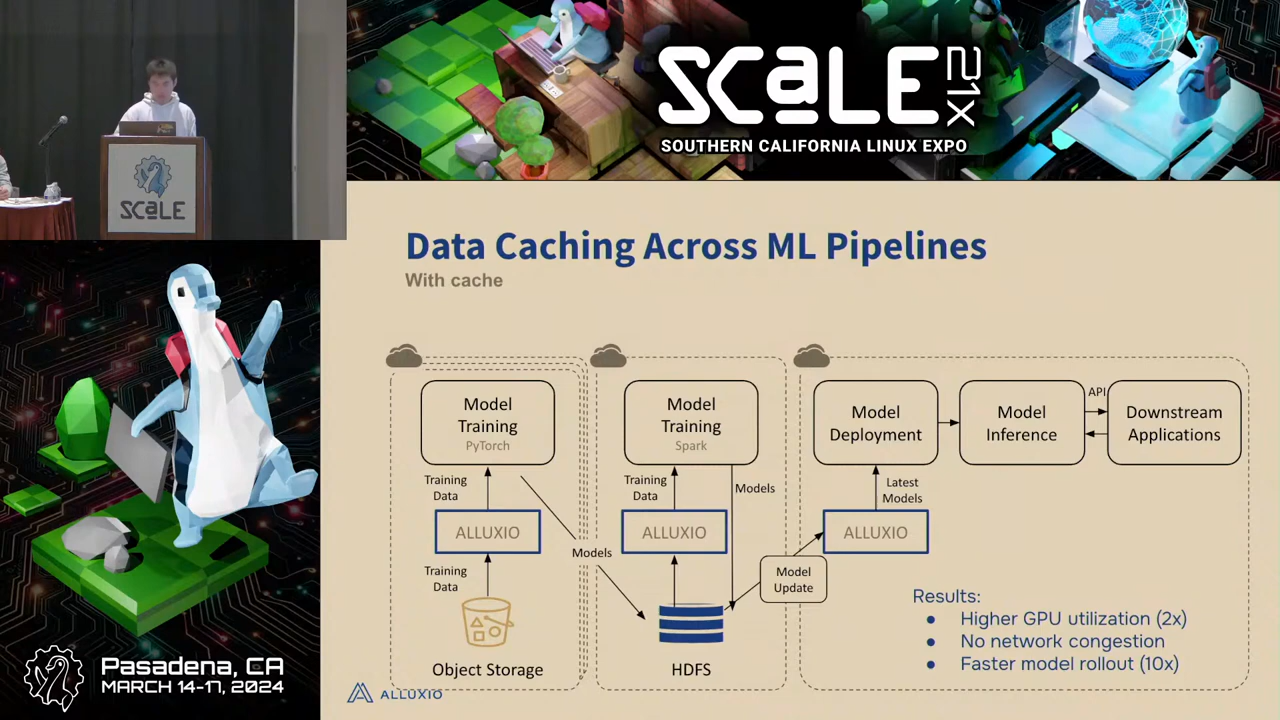 SCALE
SCALE 21X
SOUTHERN CALIFORNIA LINUX EXPO
Data Caching Across ML Pipelines
With cache
Model
Training
PyTorch
Training
Data
ALLUXIO
Training
Data
Object Storage
Models
Model
Training
Spark
Training
Data
Models
ALLUXIO
HDFS
Model
Update
Model
Deployment
Latest
Models
ALLUXIO
Model
Inference
API
Downstream
Applications
Results:
● Higher GPU utilization (2x)
● No network congestion
● Faster model rollout (10x)
ALLUXIO
Pasadena, CA
MARCH 14-17, 2024